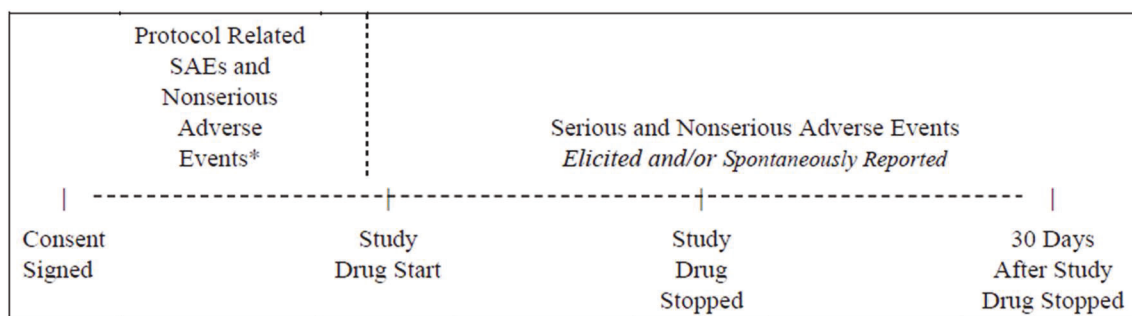 Protocol Related
SAEs and
Nonserious
Adverse
Events*
Serious and Nonserious Adverse Events
Elicited and/or Spontaneously Reported
Consent
Signed
Study
Drug Start
Study
Drug
Stopped
30 Days
After Study
Drug Stopped